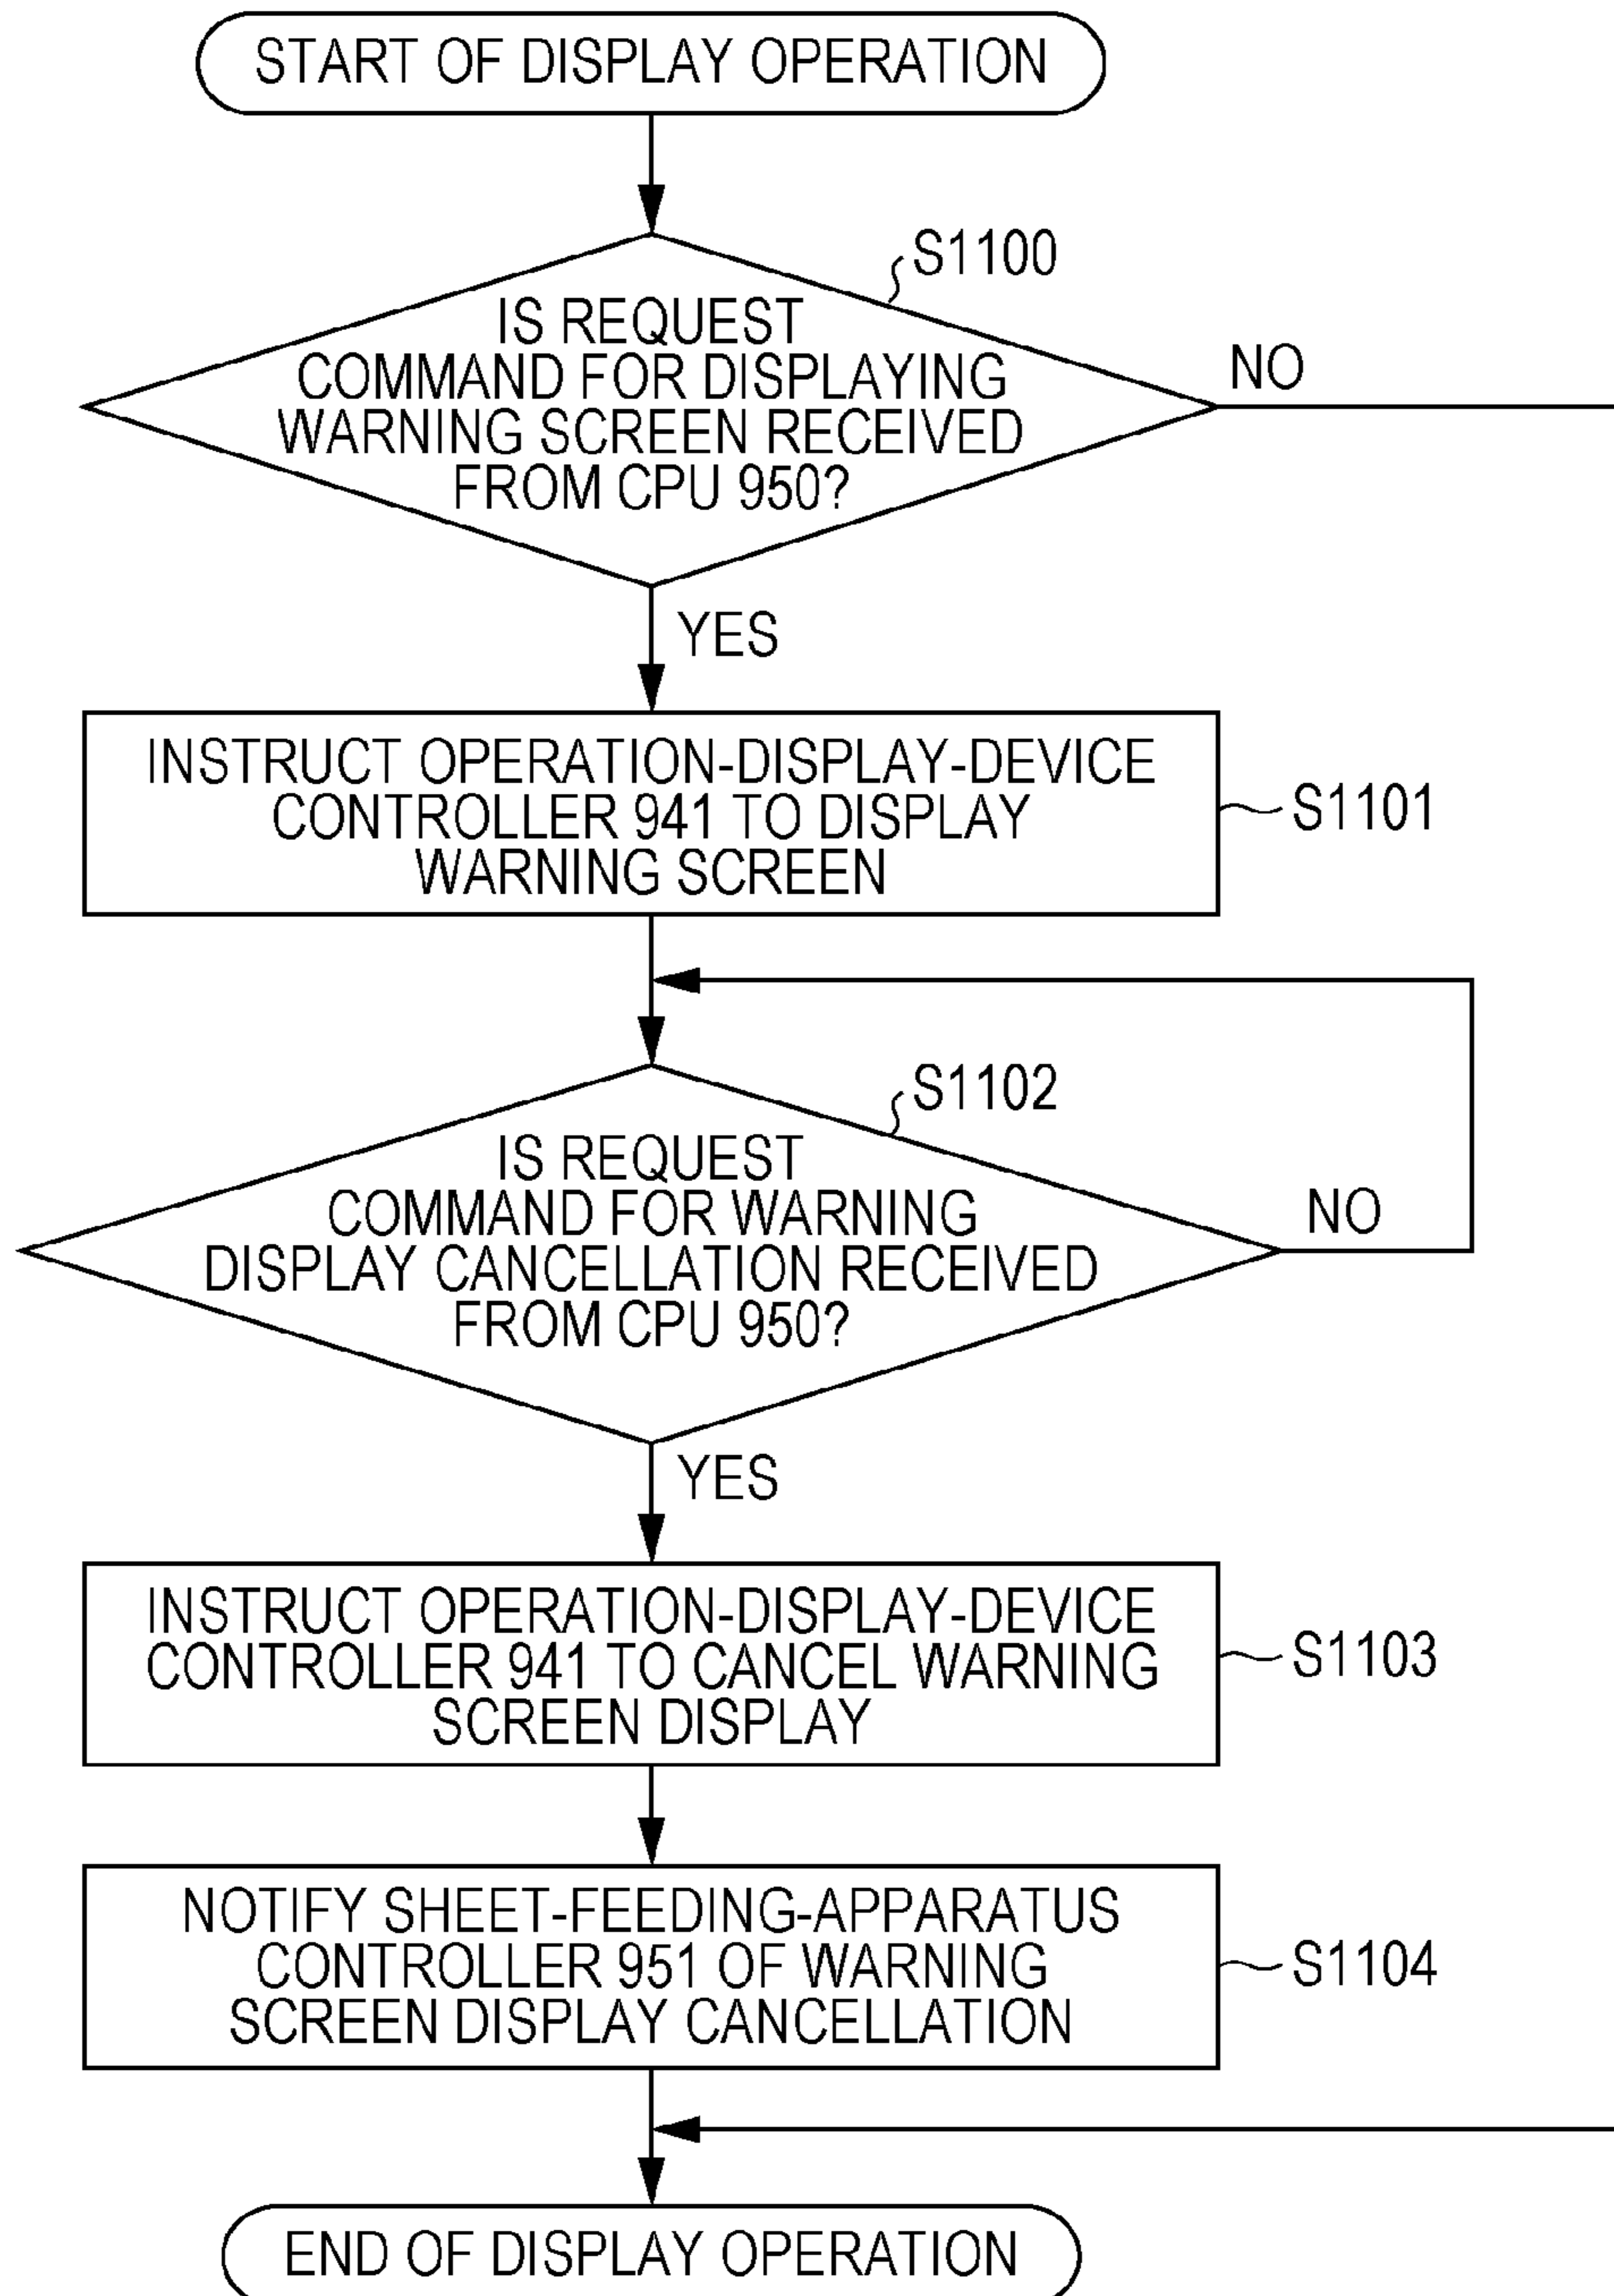 START OF DISPLAY OPERATION
S1100
IS REQUEST
COMMAND FOR DISPLAYING
WARNING SCREEN RECEIVED
FROM CPU 950?
NO
YES
INSTRUCT OPERATION-DISPLAY-DEVICE
CONTROLLER 941 TO DISPLAY
WARNING SCREEN
S1101
S1102
IS REQUEST
COMMAND FOR WARNING
DISPLAY CANCELLATION RECEIVED
FROM CPU 950?
NO
YES
INSTRUCT OPERATION-DISPLAY-DEVICE
CONTROLLER 941 TO CANCEL WARNING
SCREEN DISPLAY
S1103
NOTIFY SHEET-FEEDING-APPARATUS
CONTROLLER 951 OF WARNING
SCREEN DISPLAY CANCELLATION
S1104
END OF DISPLAY OPERATION